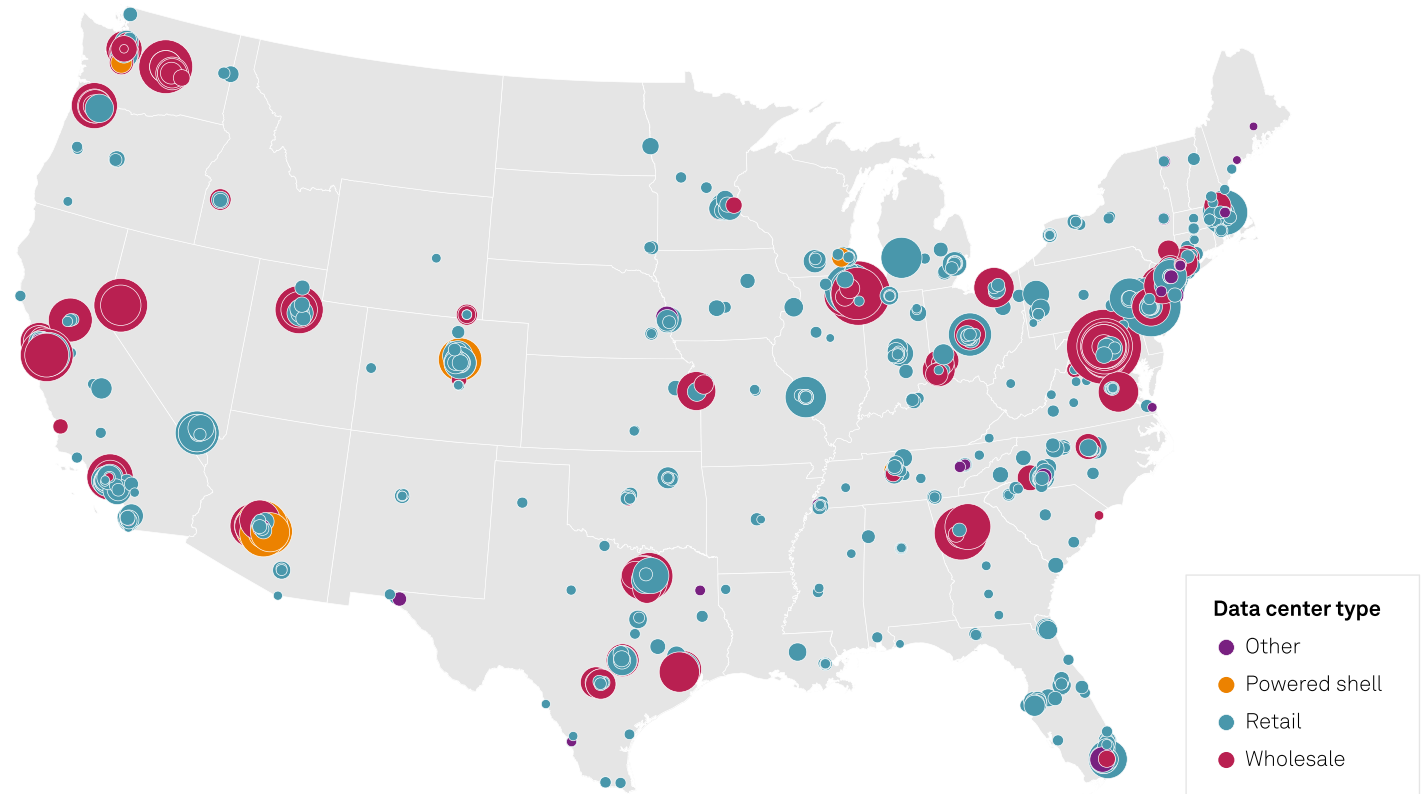 Data center type
Other
Powered shell
Retail
Wholesale